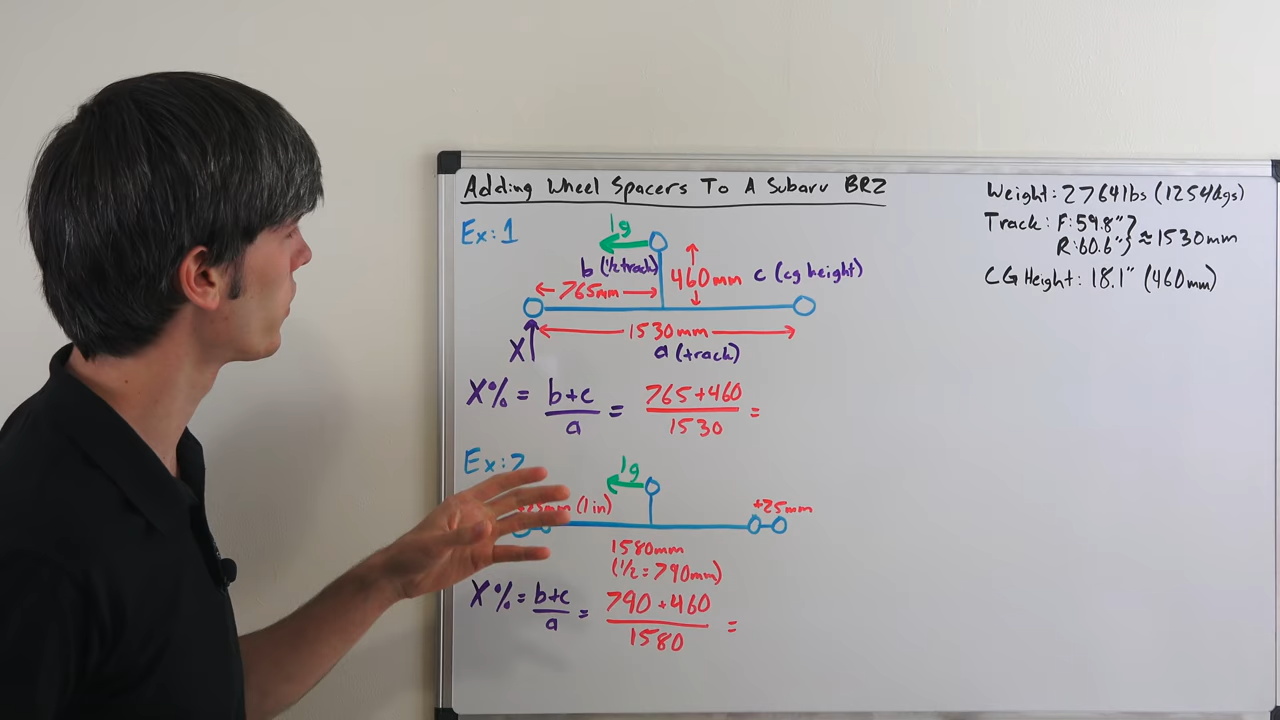 Adding Wheel Spacers To A Subaru BRZ
Weight: 2764lbs (1254kgs)
Track: F: 59.8" } ≈ 1530mm
R: 60.6" }
CG Height: 18.1" (460mm)
Ex: 1
1g
b (1/2 track)
460mm c (cg height)
765mm
1530mm
X
a (track)
X% = b+c / a = 765+460 / 1530 =
Ex: 2
1g
+25mm (1 in)
+25mm
1580mm
(1/2 = 790mm)
X% = b+c / a = 790+460 / 1580 =